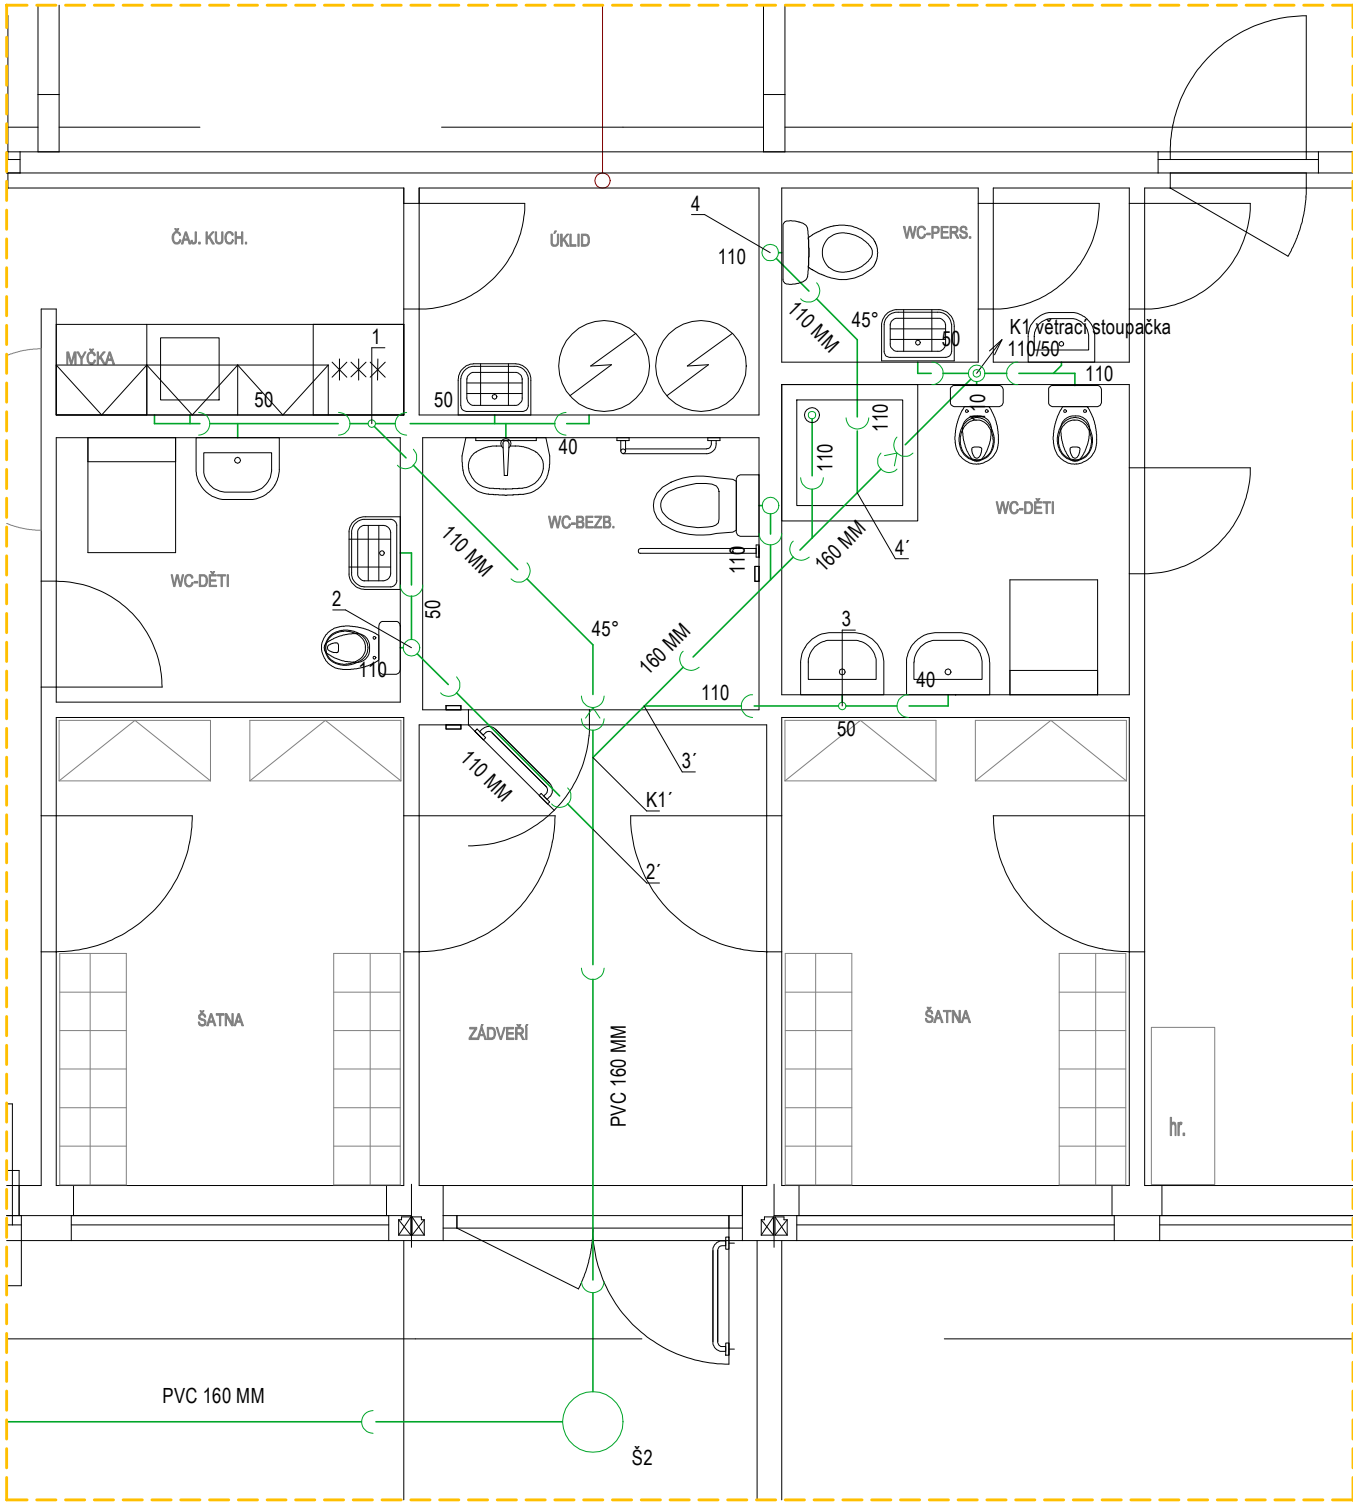 4
ČAJ. KUCH.
ÚKLID
WC-PERS.
110
110 MM
45°
50
K1 větrací stoupačka
110/50°
1
MYČKA
110
50
50
40
110
110
WC-BEZB.
WC-DĚTI
110 MM
160 MM
4´
110
WC-DĚTI
2
50
45°
3
160 MM
110
110
40
50
110 MM
3´
K1´
2´
ŠATNA
ZÁDVEŘÍ
ŠATNA
PVC 160 MM
hr.
PVC 160 MM
Š2